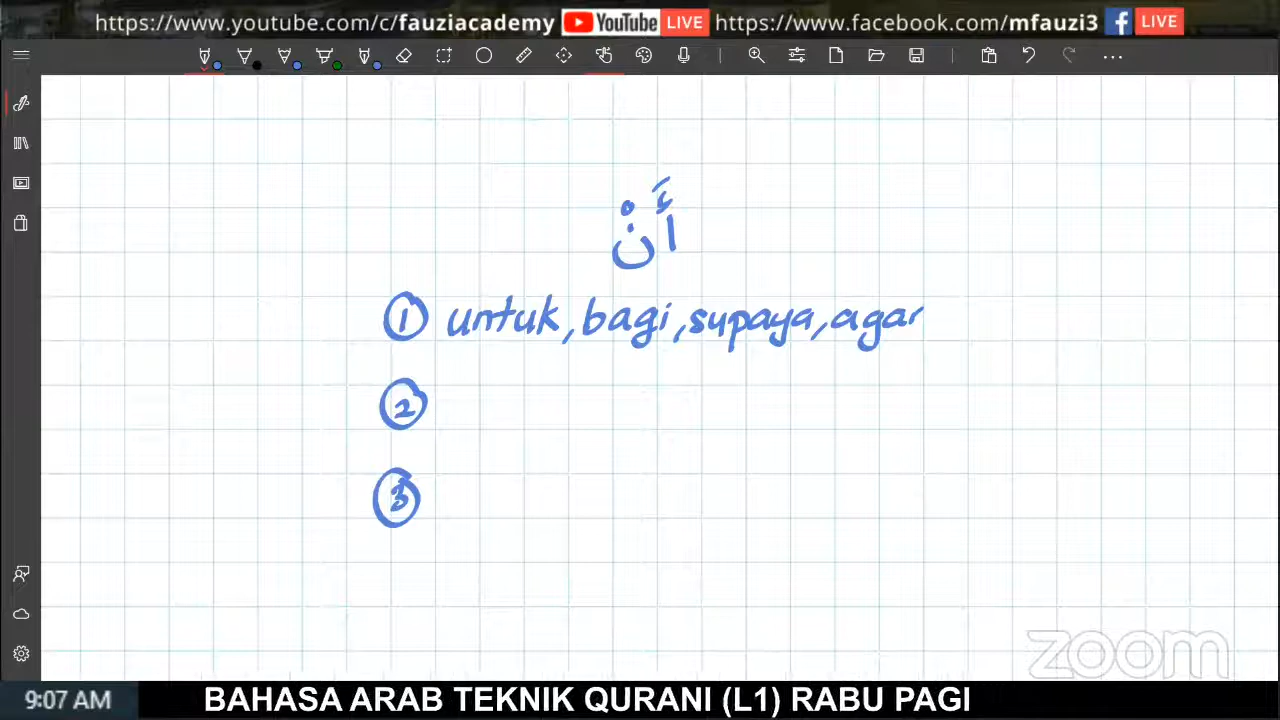 https://www.youtube.com/c/fauziacademy YouTube LIVE https://www.facebook.com/mfauzi3 f LIVE
أَنْ
1 untuk, bagi, supaya, agar
2
3
zoom
9:07 AM BAHASA ARAB TEKNIK QURANI (L1) RABU PAGI